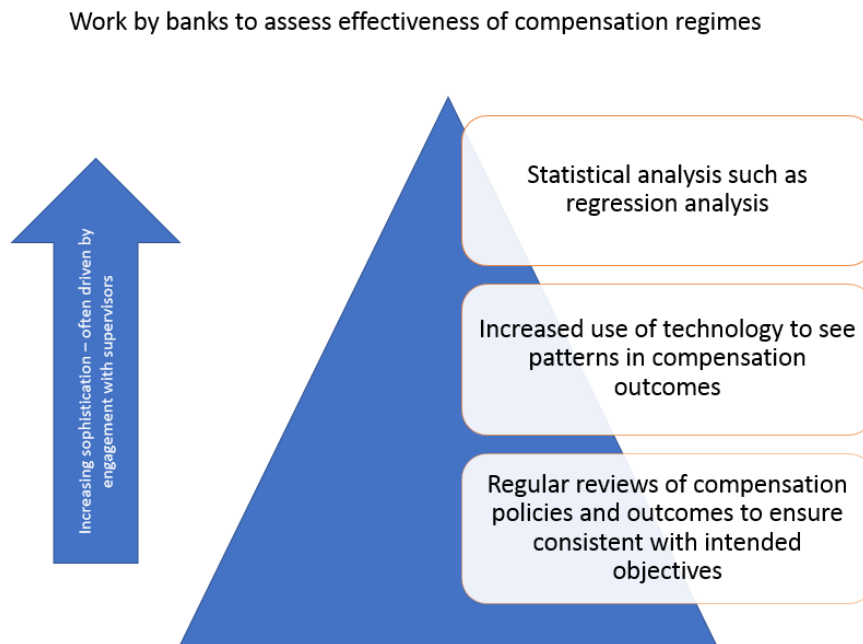 Work by banks to assess effectiveness of compensation regimes
Increasing sophistication – often driven by
engagement with supervisors
Statistical analysis such as
regression analysis
Increased use of technology to see
patterns in compensation
outcomes
Regular reviews of compensation
policies and outcomes to ensure
consistent with intended
objectives